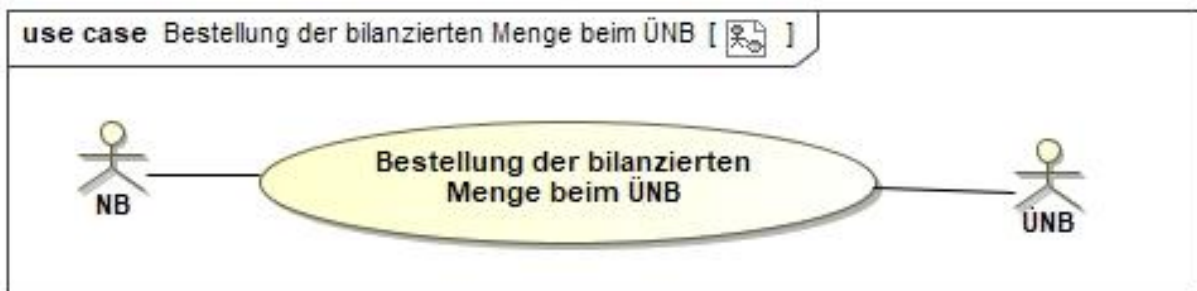 use case Bestellung der bilanzierten Menge beim ÜNB [ ]
Bestellung der bilanzierten
Menge beim ÜNB
NB
ÜNB